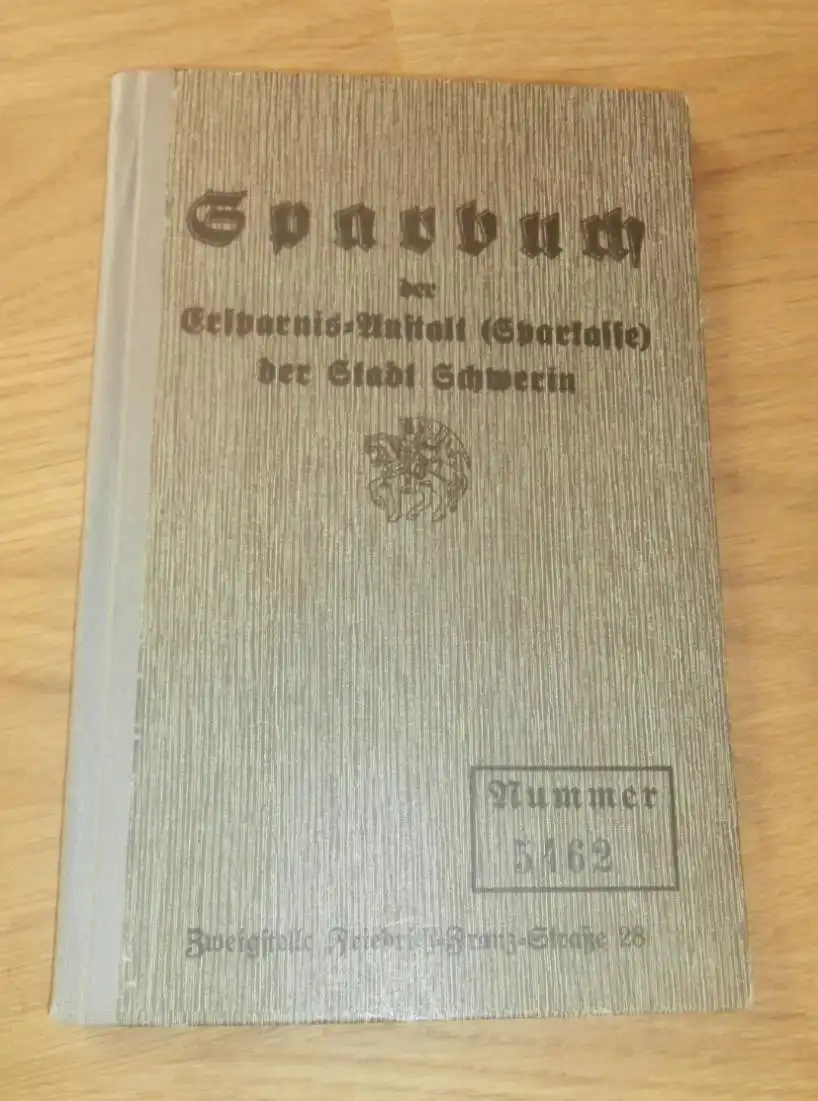 Sparbuch
der
Ersparnis-Anstalt (Sparkasse)
der Stadt Schwerin
Nummer
5462
Zweigstelle Friedrich-Franz-Straße 28